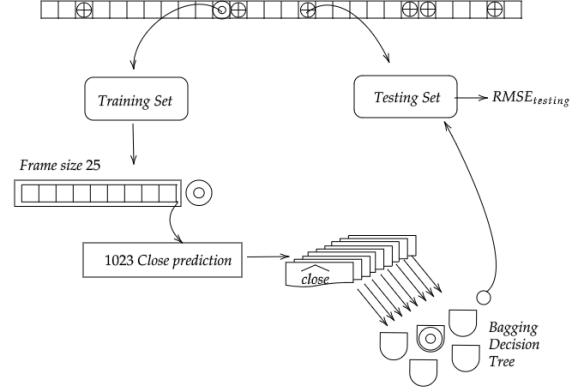 Training Set
Testing Set
RMSE_testing
Frame size 25
1023 Close prediction
close
Bagging
Decision
Tree